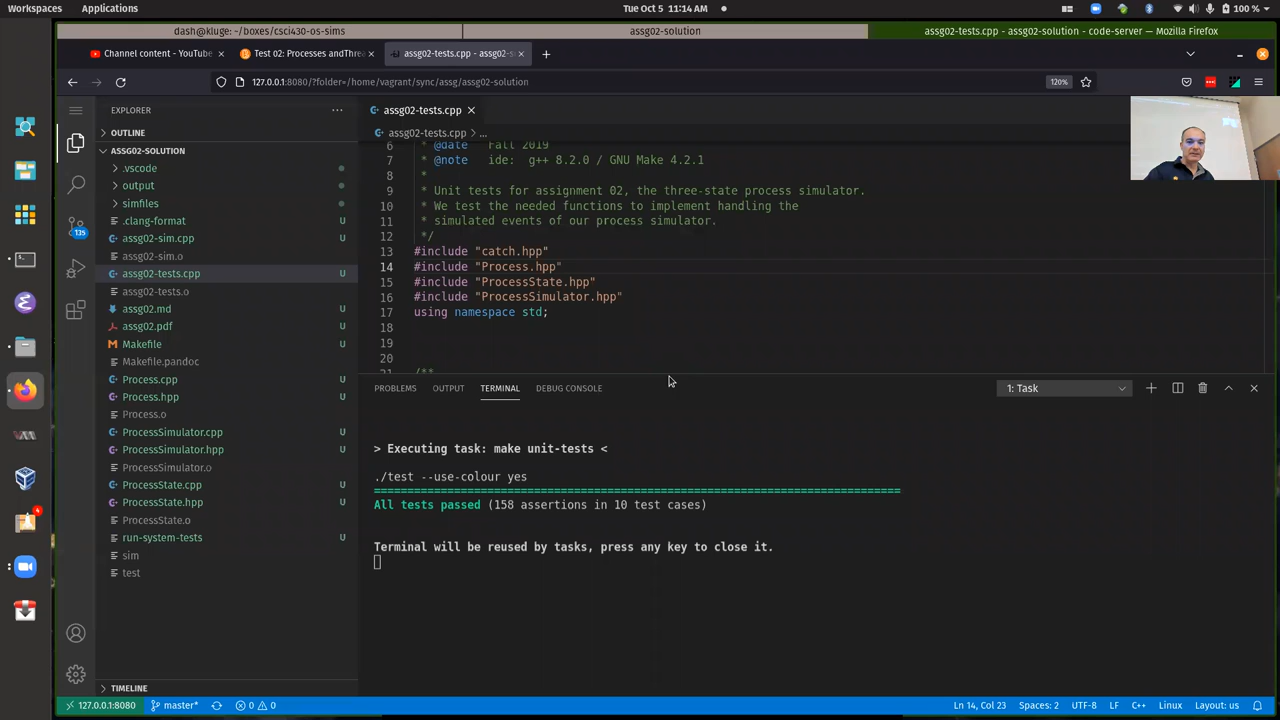 Workspaces Applications Tue Oct 5 11:14 AM 100 %
dash@kluge: ~/boxes/csci430-os-sims assg02-solution assg02-tests.cpp - assg02-solution - code-server — Mozilla Firefox
Channel content - YouTube Test 02: Processes andThre assg02-tests.cpp - assg02-s
127.0.0.1:8080/?folder=/home/vagrant/sync/assg/assg02-solution 120%
EXPLORER
OUTLINE
ASSG02-SOLUTION
.vscode
output
simfiles
.clang-format U
assg02-sim.cpp U
assg02-sim.o
assg02-tests.cpp U
assg02-tests.o
assg02.md U
assg02.pdf U
Makefile U
Makefile.pandoc
Process.cpp U
Process.hpp U
Process.o
ProcessSimulator.cpp U
ProcessSimulator.hpp U
ProcessSimulator.o
ProcessState.cpp U
ProcessState.hpp U
ProcessState.o
run-system-tests U
sim
test
TIMELINE
135
4
assg02-tests.cpp
assg02-tests.cpp > ...
6 * @date Fall 2019
7 * @note ide: g++ 8.2.0 / GNU Make 4.2.1
8 *
9 * Unit tests for assignment 02, the three-state process simulator.
10 * We test the needed functions to implement handling the
11 * simulated events of our process simulator.
12 */
13 #include "catch.hpp"
14 #include "Process.hpp"
15 #include "ProcessState.hpp"
16 #include "ProcessSimulator.hpp"
17 using namespace std;
18
19
20
21 /**
PROBLEMS OUTPUT TERMINAL DEBUG CONSOLE 1: Task
> Executing task: make unit-tests <
./test --use-colour yes
===============================================================================
All tests passed (158 assertions in 10 test cases)
Terminal will be reused by tasks, press any key to close it.
127.0.0.1:8080 master* 0 0 Ln 14, Col 23 Spaces: 2 UTF-8 LF C++ Linux Layout: us